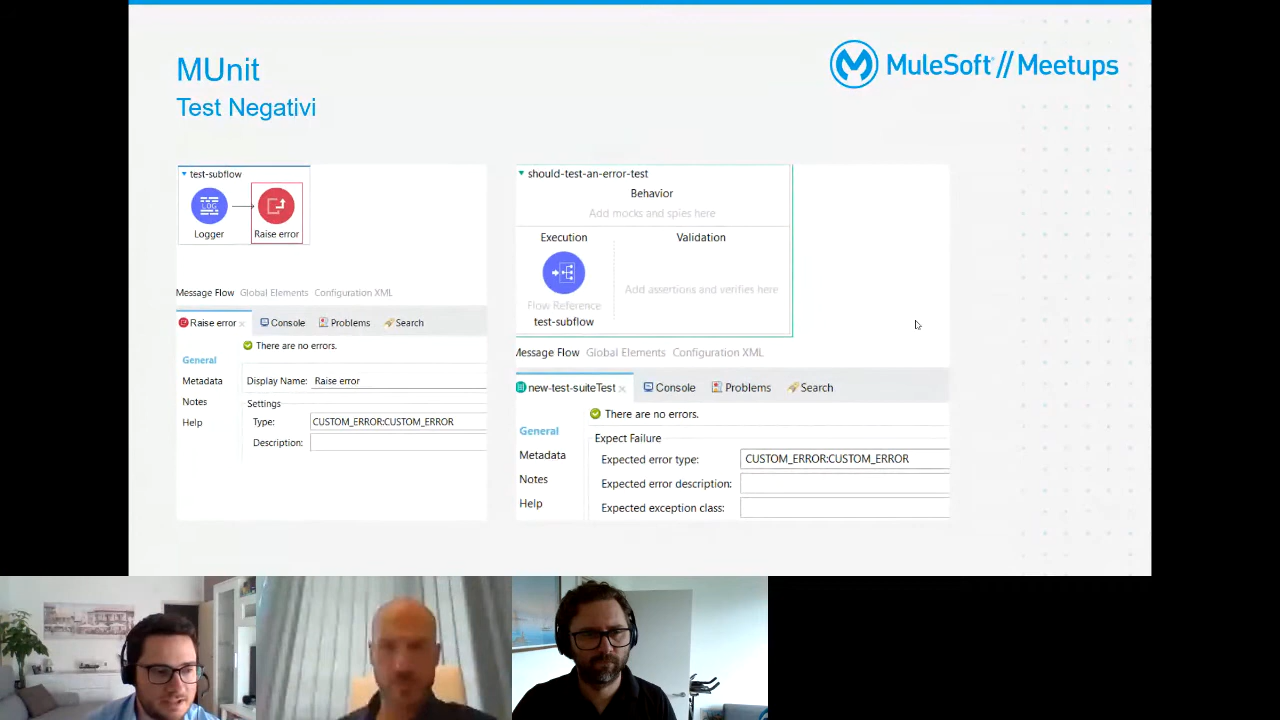 MUnit
Test Negativi
MuleSoft // Meetups
test-subflow
LOG
Logger
Raise error
Message Flow Global Elements Configuration XML
Raise error Console Problems Search
There are no errors.
General
Metadata
Notes
Help
Display Name: Raise error
Settings
Type: CUSTOM_ERROR:CUSTOM_ERROR
Description:
should-test-an-error-test
Behavior
Add mocks and spies here
Execution
Validation
Flow Reference
test-subflow
Add assertions and verifies here
Message Flow Global Elements Configuration XML
new-test-suiteTest Console Problems Search
There are no errors.
General
Metadata
Notes
Help
Expect Failure
Expected error type: CUSTOM_ERROR:CUSTOM_ERROR
Expected error description:
Expected exception class: